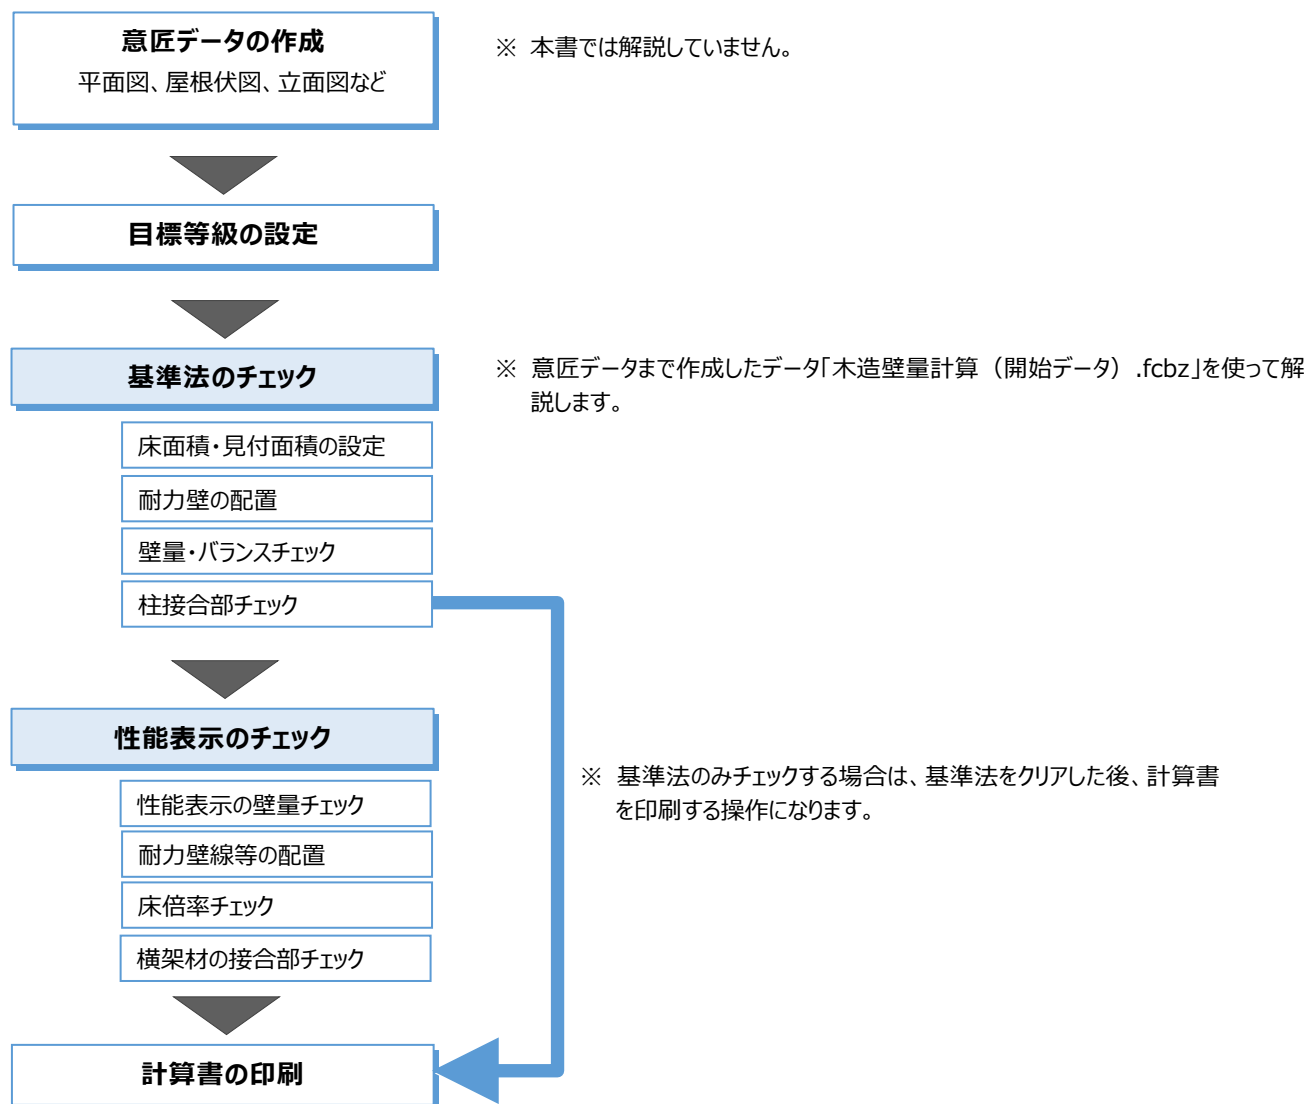 意匠データの作成
平面図、屋根伏図、立面図など
※ 本書では解説していません。
目標等級の設定
基準法のチェック
※ 意匠データまで作成したデータ「木造壁量計算（開始データ）.fcbz」を使って解
説します。
床面積・見付面積の設定
耐力壁の配置
壁量・バランスチェック
柱接合部チェック
性能表示のチェック
※ 基準法のみチェックする場合は、基準法をクリアした後、計算書
を印刷する操作になります。
性能表示の壁量チェック
耐力壁線等の配置
床倍率チェック
横架材の接合部チェック
計算書の印刷